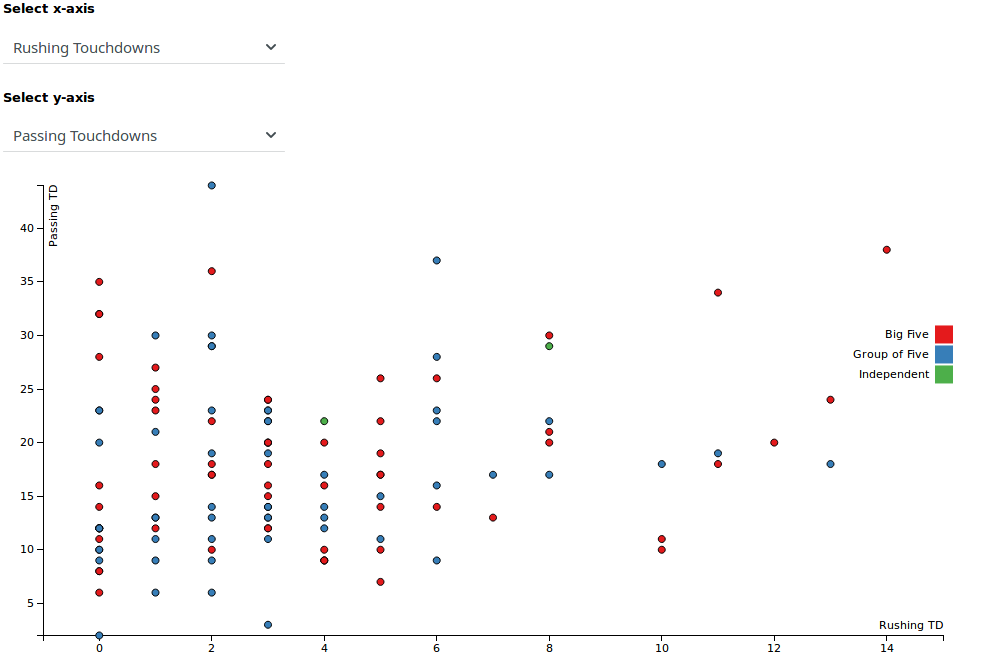 Select x-axis
Rushing Touchdowns
Select y-axis
Passing Touchdowns
Passing TD
40
35
30
25
20
15
10
5
Big Five
Group of Five
Independent
Rushing TD
0 2 4 6 8 10 12 14